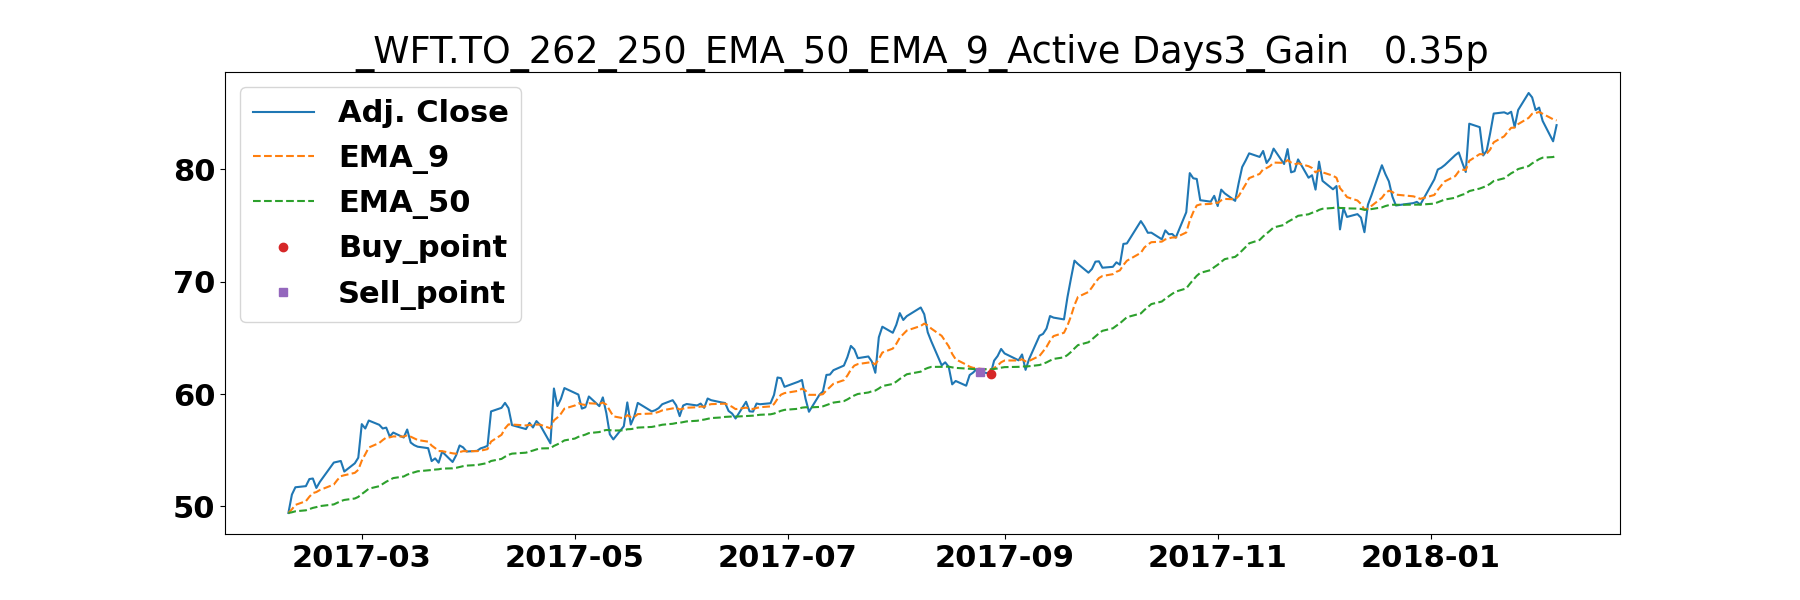 _WFT.TO_262_250_EMA_50_EMA_9_Active Days3_Gain   0.35p
Adj. Close
EMA_9
EMA_50
Buy_point
Sell_point
80
70
60
50
2017-03 2017-05 2017-07 2017-09 2017-11 2018-01